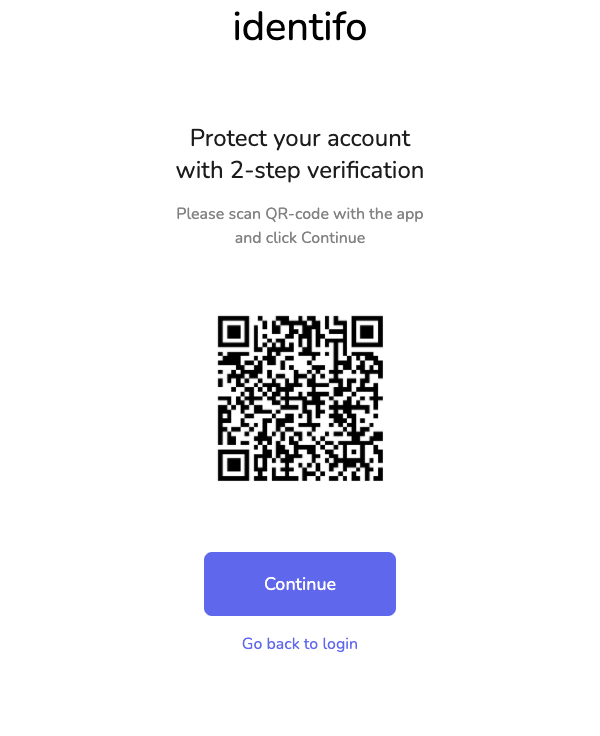 identifo
Protect your account
with 2-step verification
Please scan QR-code with the app
and click Continue
Continue
Go back to login